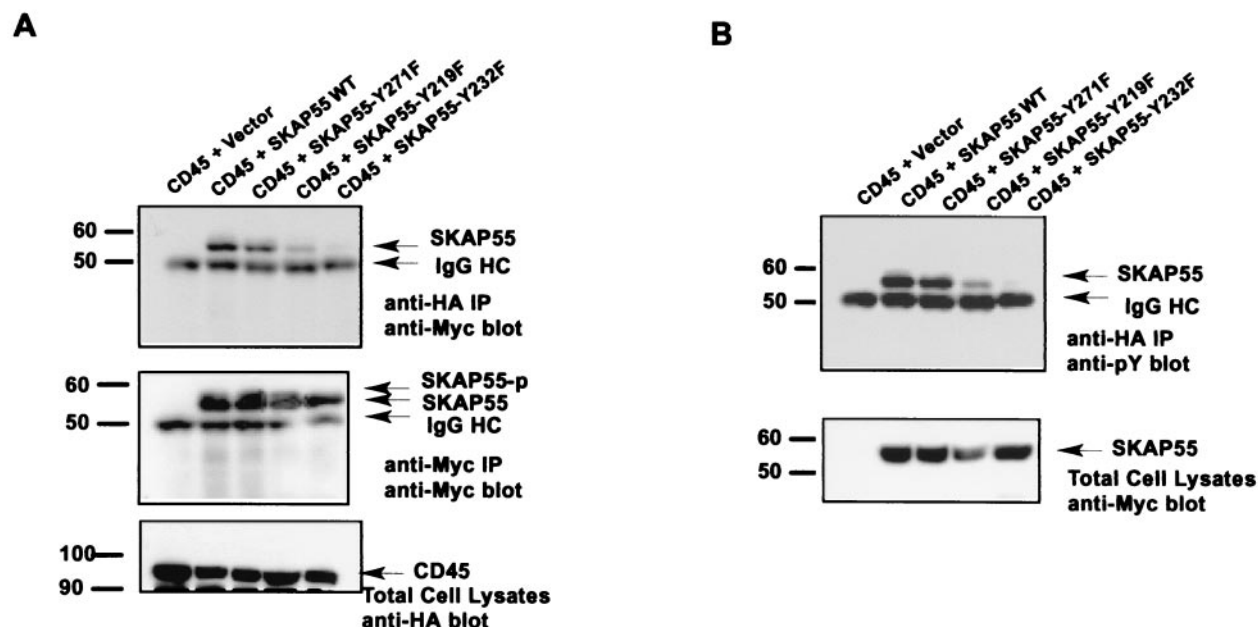 A
CD45 + Vector
CD45 + SKAP55 WT
CD45 + SKAP55-Y271F
CD45 + SKAP55-Y219F
CD45 + SKAP55-Y232F
60
50
SKAP55
IgG HC
anti-HA IP
anti-Myc blot
60
50
SKAP55-p
SKAP55
IgG HC
anti-Myc IP
anti-Myc blot
100
90
CD45
Total Cell Lysates
anti-HA blot
B
CD45 + Vector
CD45 + SKAP55 WT
CD45 + SKAP55-Y271F
CD45 + SKAP55-Y219F
CD45 + SKAP55-Y232F
60
50
SKAP55
IgG HC
anti-HA IP
anti-pY blot
60
50
SKAP55
Total Cell Lysates
anti-Myc blot